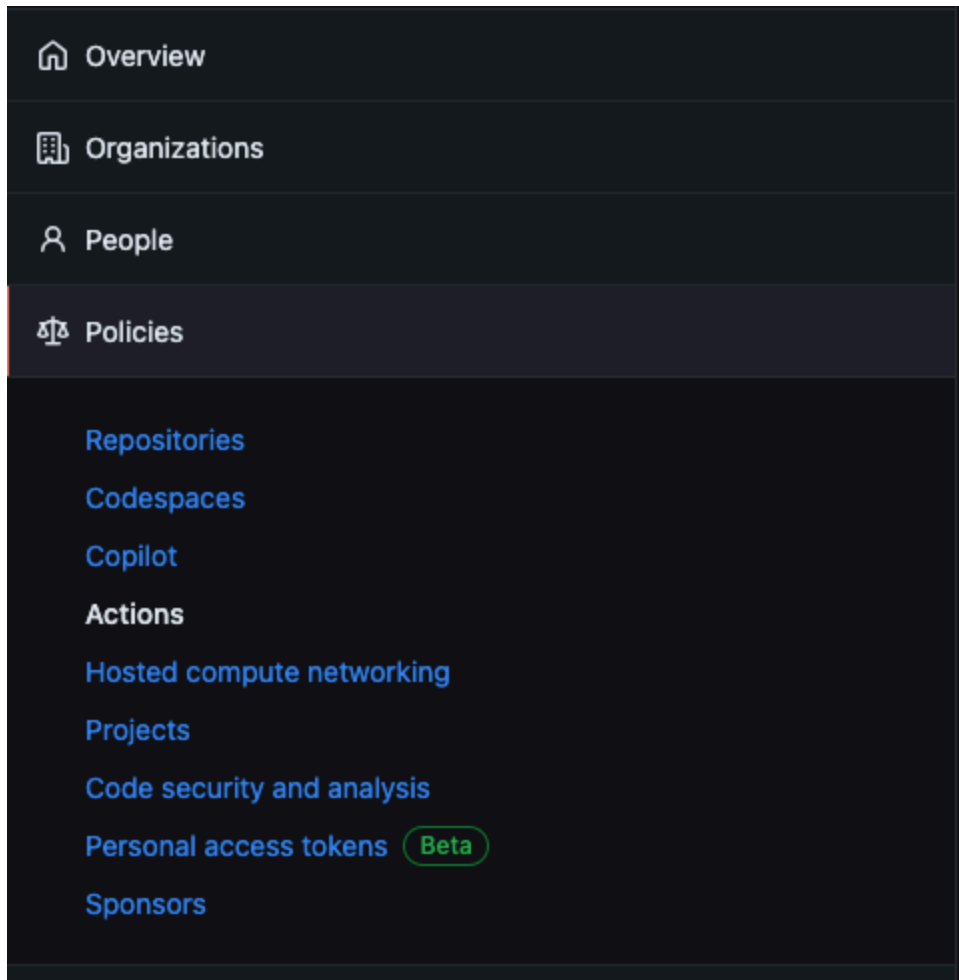 Overview
Organizations
People
Policies
Repositories
Codespaces
Copilot
Actions
Hosted compute networking
Projects
Code security and analysis
Personal access tokens Beta
Sponsors